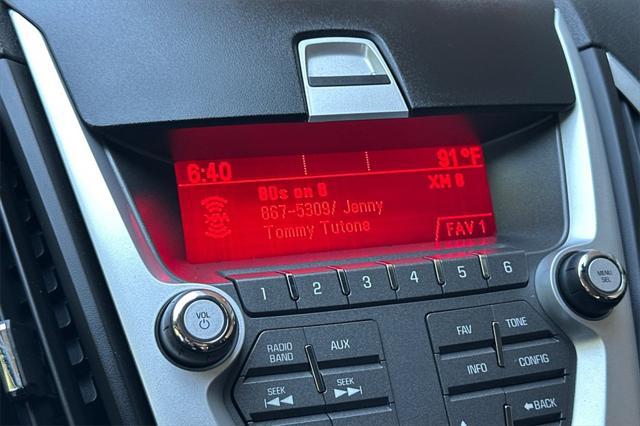 6:40 91°F
80s on 8 XM 8
XM
867-5309/ Jenny
Tommy Tutone FAV 1
1 2 3 4 5 6
VOL
MENU
SEL
RADIO
BAND
AUX
FAV TONE
INFO CONFIG
SEEK
SEEK
BACK